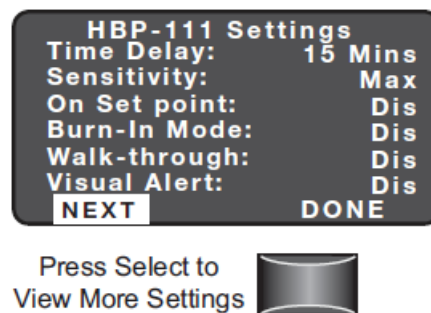 HBP-111 Settings
Time Delay: 15 Mins
Sensitivity: Max
On Set point: Dis
Burn-In Mode: Dis
Walk-through: Dis
Visual Alert: Dis
NEXT DONE
Press Select to
View More Settings